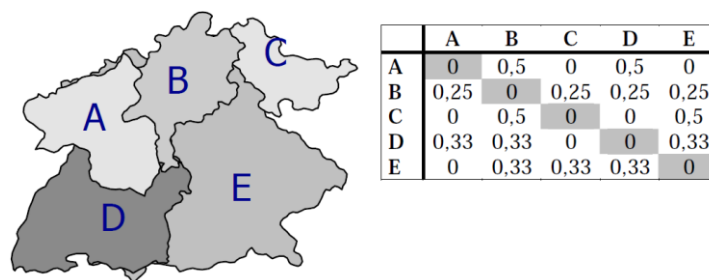 A
B
C
D
E
A B C D E
A 0 0,5 0 0,5 0
B 0,25 0 0,25 0,25 0,25
C 0 0,5 0 0 0,5
D 0,33 0,33 0 0 0,33
E 0 0,33 0,33 0,33 0